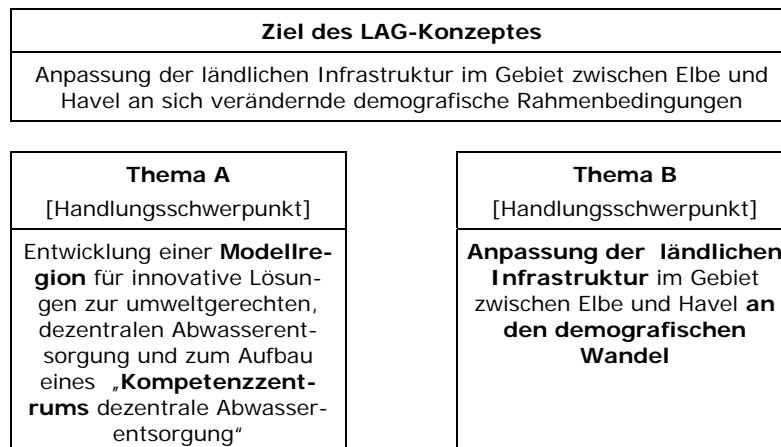 Ziel des LAG-Konzeptes
Anpassung der ländlichen Infrastruktur im Gebiet zwischen Elbe und
Havel an sich verändernde demografische Rahmenbedingungen
Thema A
[Handlungsschwerpunkt]
Entwicklung einer Modellre-
gion für innovative Lösun-
gen zur umweltgerechten,
dezentralen Abwasserent-
sorgung und zum Aufbau
eines „Kompetenzzent-
rums dezentrale Abwasser-
entsorgung“
Thema B
[Handlungsschwerpunkt]
Anpassung der ländlichen
Infrastruktur im Gebiet
zwischen Elbe und Havel an
den demografischen
Wandel